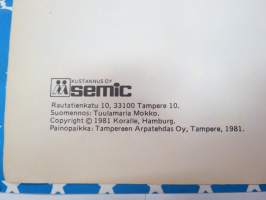 KUSTANNUS OY
semic
Rautatienkatu 10, 33100 Tampere 10.
Suomennos: Tuulamaria Mokko.
Copyright © 1981 Koralle, Hamburg.
Painopaikka: Tampereen Arpatehdas Oy, Tampere, 1981.